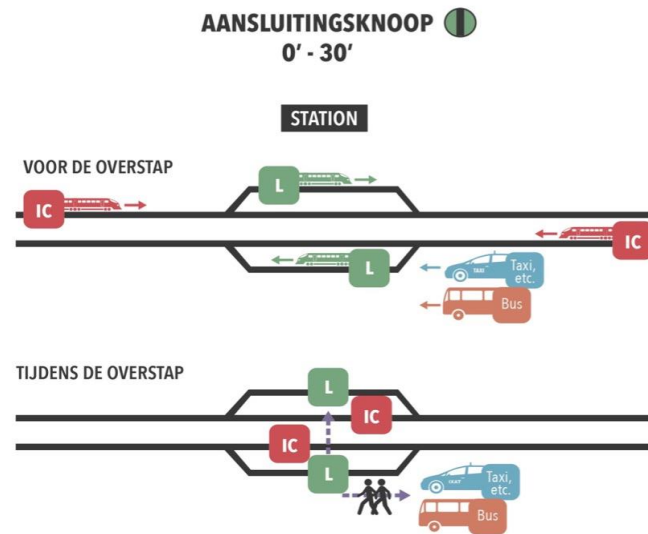 AANSLUITINGSKNOOP
0' - 30'
STATION
VOOR DE OVERSTAP
L
IC
IC
L
TAXI
Taxi,
etc.
Bus
TIJDENS DE OVERSTAP
L
IC
IC
L
Taxi,
etc.
Bus